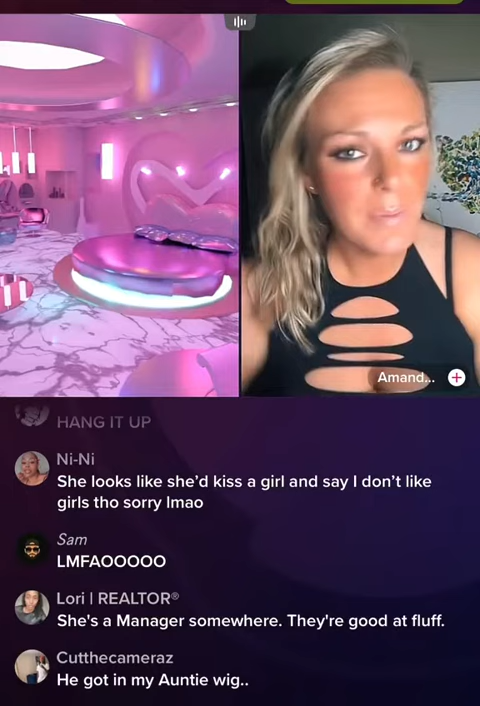 Amand...
HANG IT UP
Ni-Ni
She looks like she’d kiss a girl and say I don’t like
girls tho sorry lmao
Sam
LMFAOOOOO
Lori | REALTOR®
She's a Manager somewhere. They're good at fluff.
Cutthecameraz
He got in my Auntie wig..